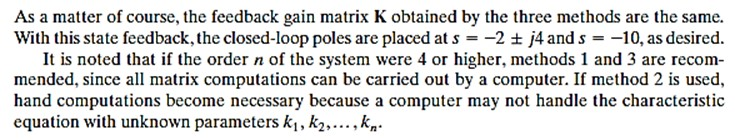 As a matter of course, the feedback gain matrix K obtained by the three methods are the same.
With this state feedback, the closed-loop poles are placed at s = −2 ± j4 and s = −10, as desired.
It is noted that if the order n of the system were 4 or higher, methods 1 and 3 are recom-
mended, since all matrix computations can be carried out by a computer. If method 2 is used,
hand computations become necessary because a computer may not handle the characteristic
equation with unknown parameters k₁, k₂,..., kₙ.